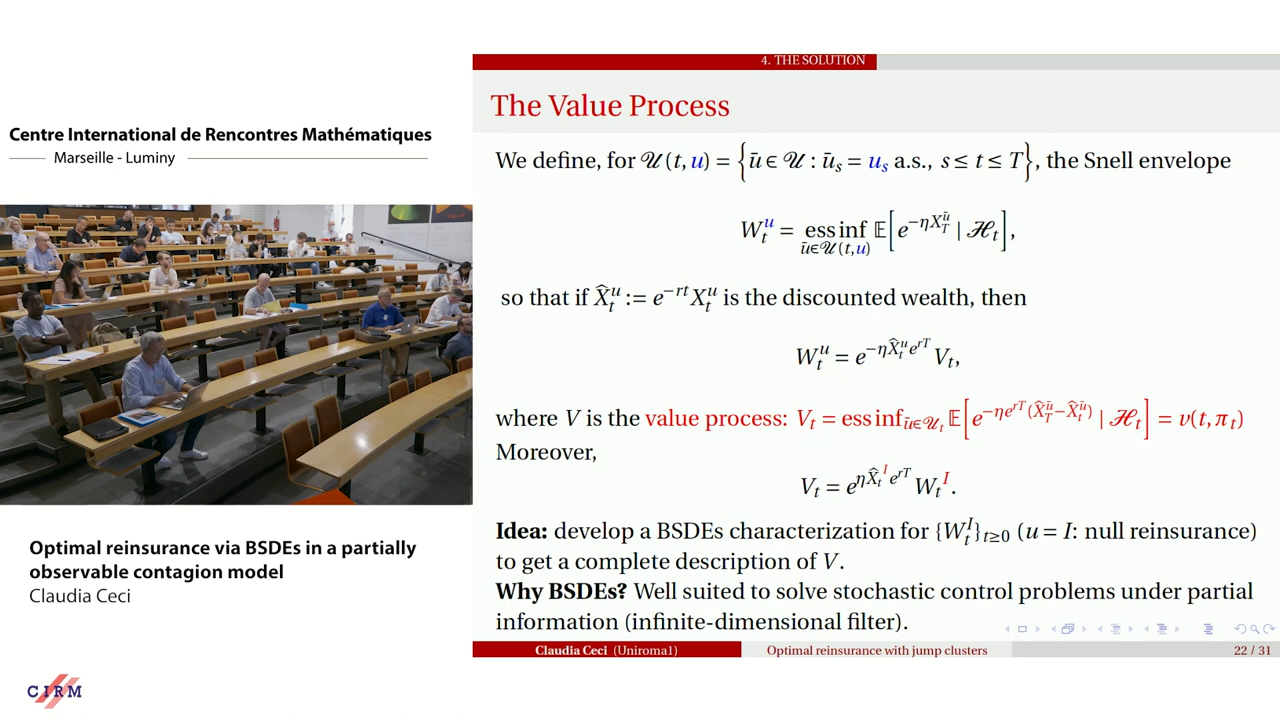 Centre International de Rencontres Mathématiques
Marseille - Luminy
Optimal reinsurance via BSDEs in a partially
observable contagion model
Claudia Ceci
CIRM
4. THE SOLUTION
The Value Process
We define, for 𝒰(t,u) = {ū ∈ 𝒰 : ū_s = u_s a.s., s ≤ t ≤ T}, the Snell envelope
W_t^u = ess inf_{ū∈𝒰(t,u)} 𝔼[e^{−ηX_T^ū} | ℋ_t],
so that if X̂_t^u := e^{−rt}X_t^u is the discounted wealth, then
W_t^u = e^{−ηX̂_t^u e^{rT}} V_t,
where V is the value process: V_t = ess inf_{ū∈𝒰_t} 𝔼[e^{−ηe^{rT}(X̂_T^ū−X̂_t^ū)} | ℋ_t] = v(t,π_t)
Moreover,
V_t = e^{ηX̂_t^I e^{rT}} W_t^I.
Idea: develop a BSDEs characterization for {W_t^I}_{t≥0} (u = I: null reinsurance)
to get a complete description of V.
Why BSDEs? Well suited to solve stochastic control problems under partial
information (infinite-dimensional filter).
Claudia Ceci (Uniroma1) Optimal reinsurance with jump clusters 22 / 31